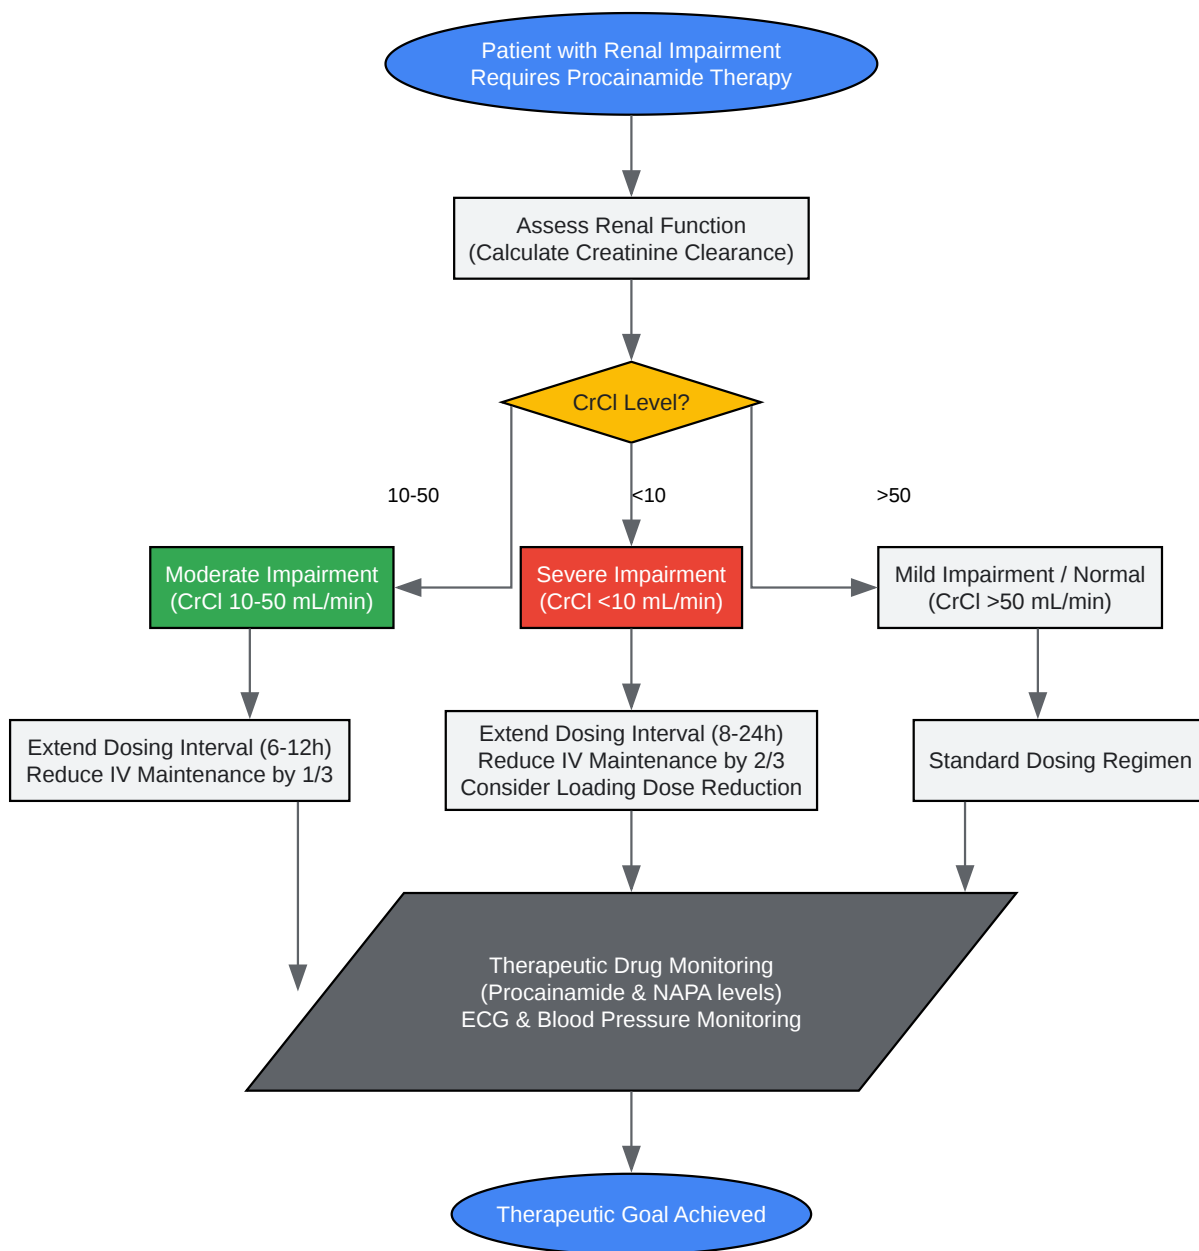 Patient with Renal Impairment
Requires Procainamide Therapy
Assess Renal Function
(Calculate Creatinine Clearance)
CrCl Level?
10-50
<10
>50
Moderate Impairment
(CrCl 10-50 mL/min)
Severe Impairment
(CrCl <10 mL/min)
Mild Impairment / Normal
(CrCl >50 mL/min)
Extend Dosing Interval (6-12h)
Reduce IV Maintenance by 1/3
Extend Dosing Interval (8-24h)
Reduce IV Maintenance by 2/3
Consider Loading Dose Reduction
Standard Dosing Regimen
Therapeutic Drug Monitoring
(Procainamide & NAPA levels)
ECG & Blood Pressure Monitoring
Therapeutic Goal Achieved